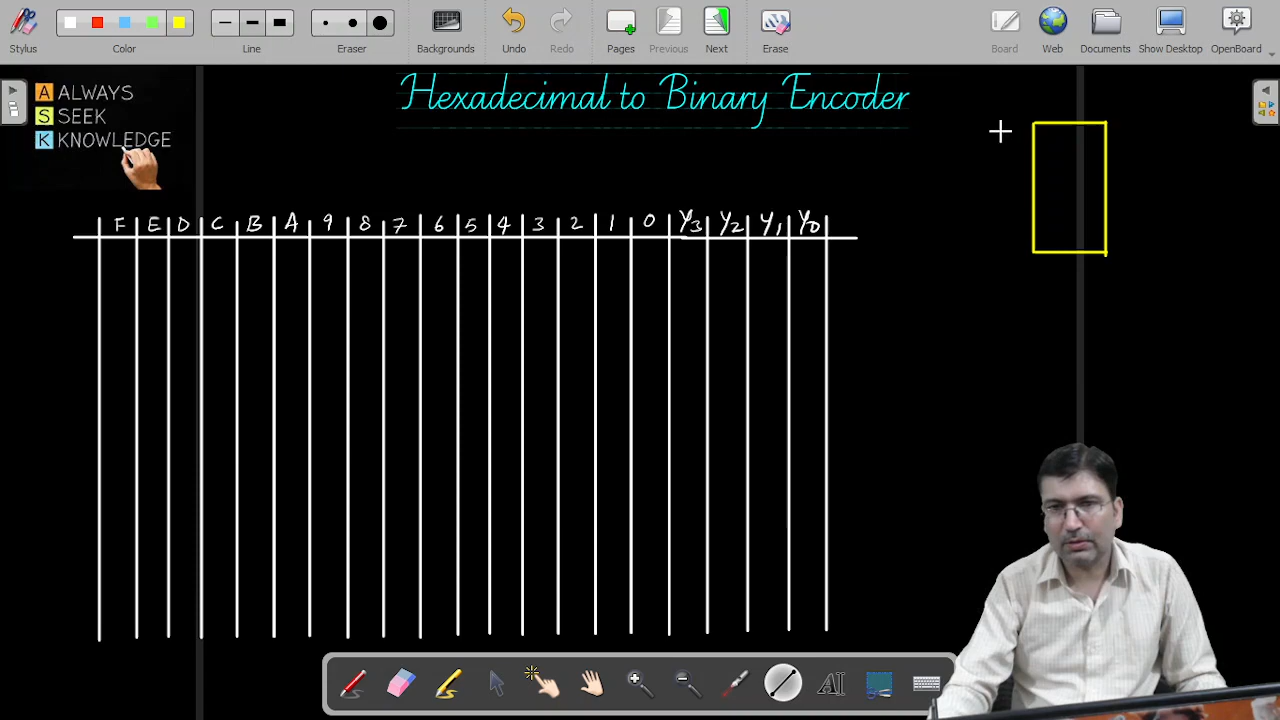 Stylus Color Line Eraser Backgrounds Undo Redo Pages Previous Next Erase Board Web Documents Show Desktop OpenBoard
A ALWAYS
S SEEK
K KNOWLEDGE
Hexadecimal to Binary Encoder
F E D C B A 9 8 7 6 5 4 3 2 1 0 Y3 Y2 Y1 Y0